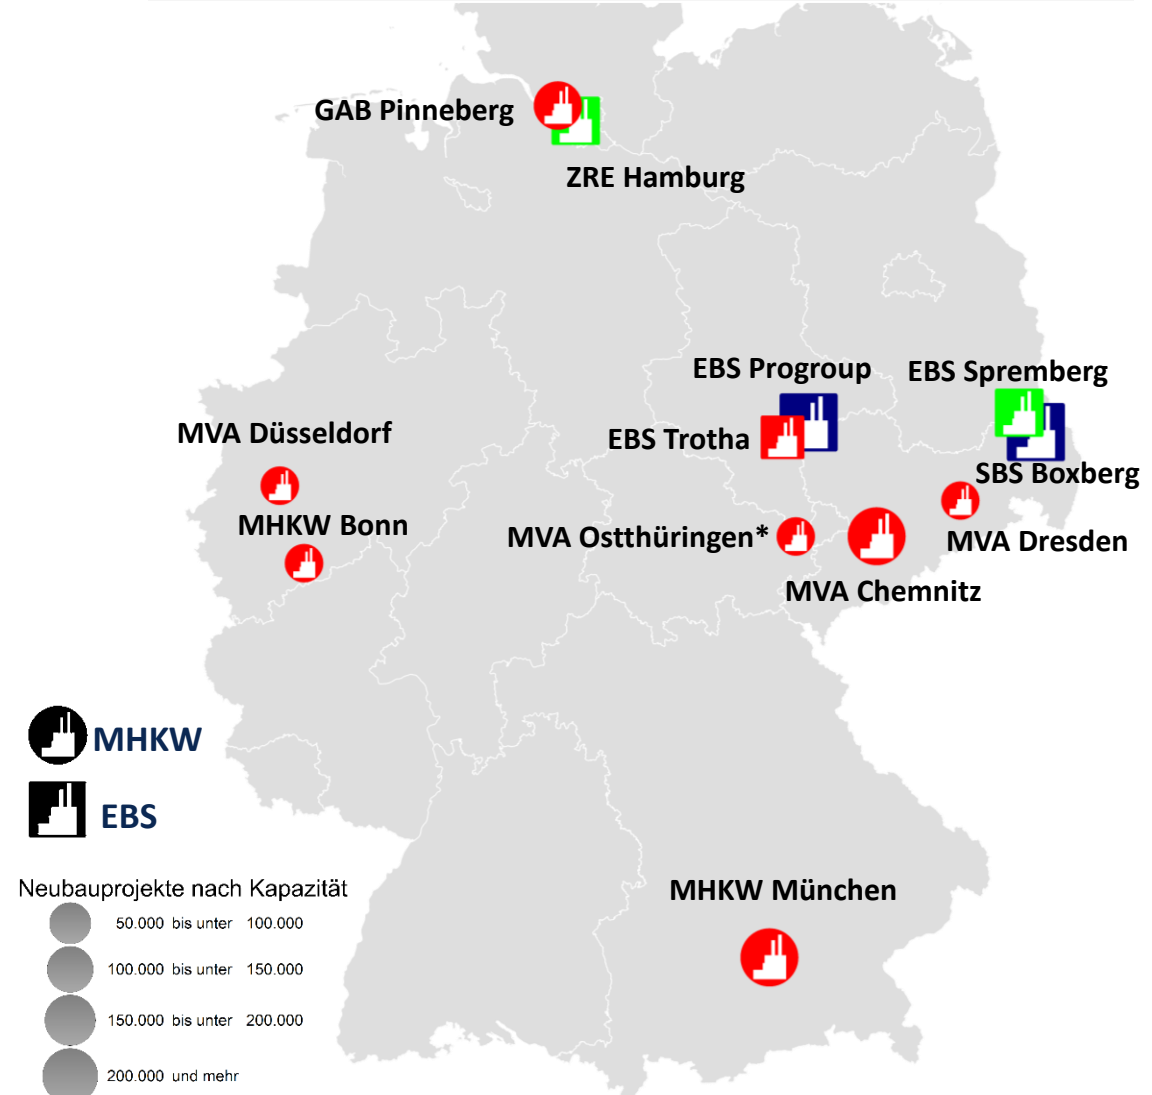 GAB Pinneberg
ZRE Hamburg
EBS Progroup
EBS Spremberg
MVA Düsseldorf
EBS Trotha
SBS Boxberg
MHKW Bonn
MVA Ostthüringen*
MVA Dresden
MVA Chemnitz
MHKW
EBS
Neubauprojekte nach Kapazität
MHKW München
50.000 bis unter 100.000
100.000 bis unter 150.000
150.000 bis unter 200.000
200.000 und mehr